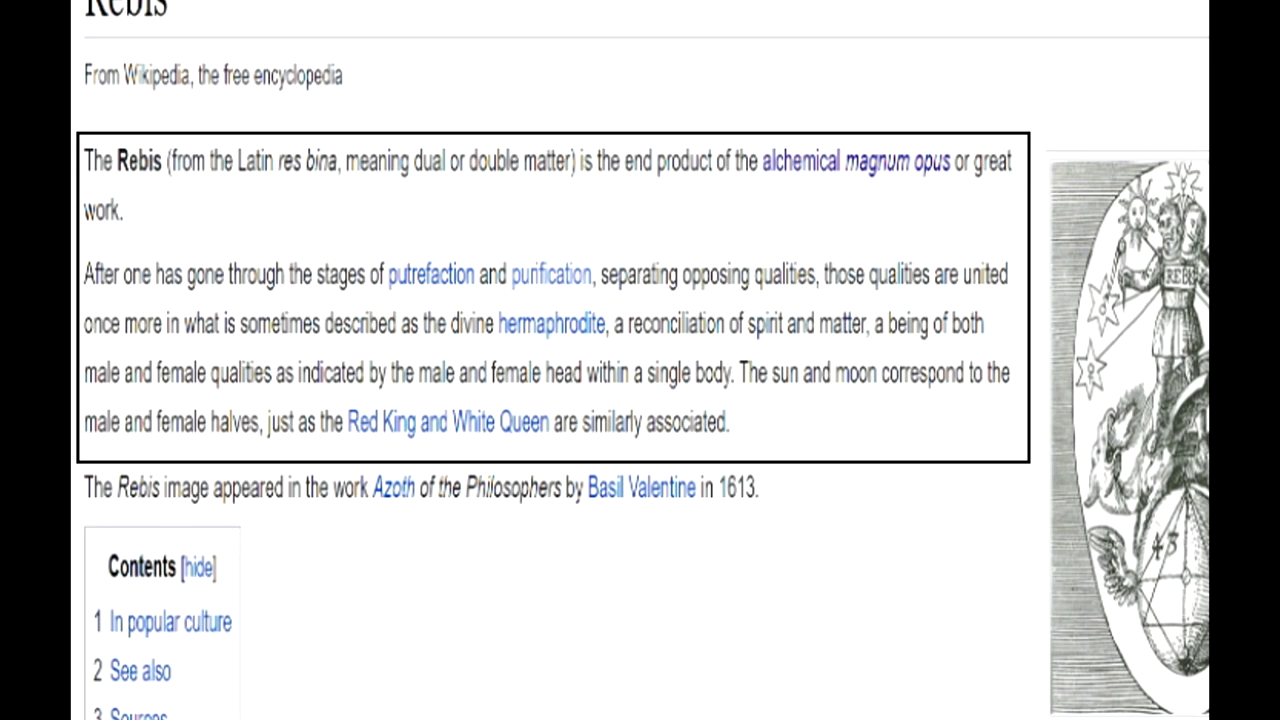 Rebis
From Wikipedia, the free encyclopedia
The Rebis (from the Latin res bina, meaning dual or double matter) is the end product of the alchemical magnum opus or great
work.
After one has gone through the stages of putrefaction and purification, separating opposing qualities, those qualities are united
once more in what is sometimes described as the divine hermaphrodite, a reconciliation of spirit and matter, a being of both
male and female qualities as indicated by the male and female head within a single body. The sun and moon correspond to the
male and female halves, just as the Red King and White Queen are similarly associated.
The Rebis image appeared in the work Azoth of the Philosophers by Basil Valentine in 1613.
Contents [hide]
1 In popular culture
2 See also
3 Sources
REBIS
43